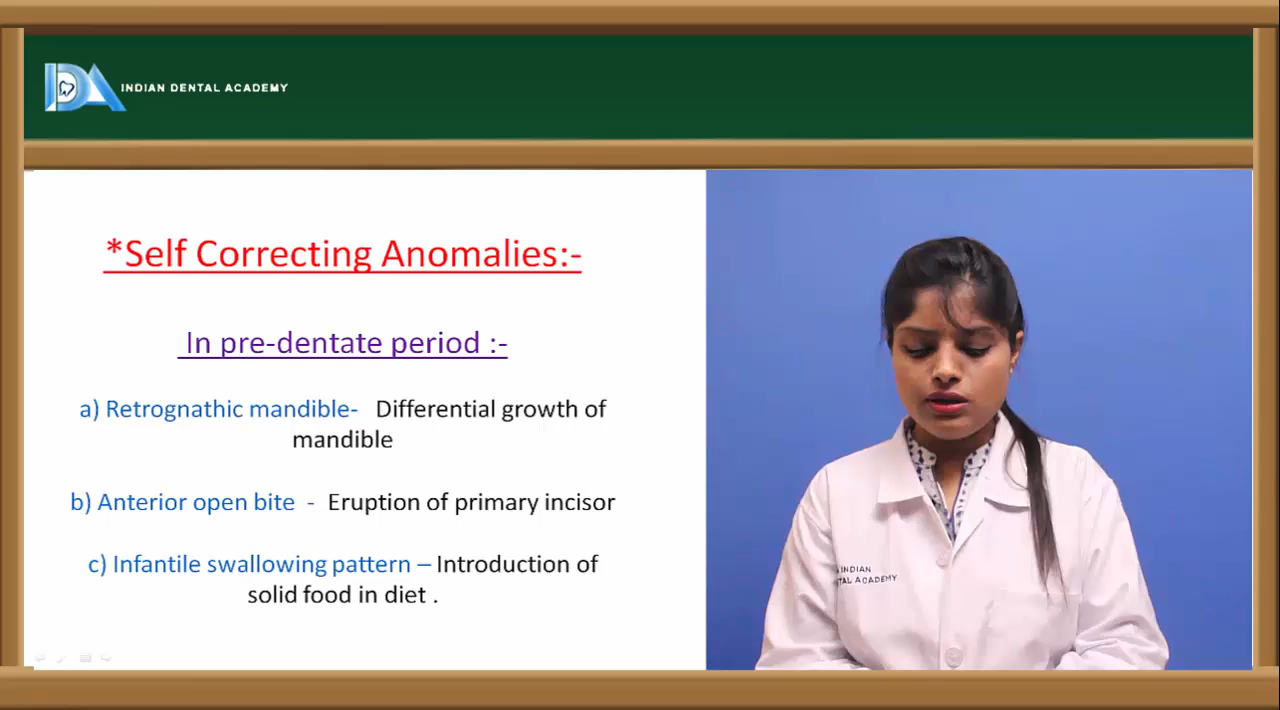 INDIAN DENTAL ACADEMY
*Self Correcting Anomalies:-
In pre-dentate period :-
a) Retrognathic mandible- Differential growth of
mandible
b) Anterior open bite - Eruption of primary incisor
c) Infantile swallowing pattern – Introduction of
solid food in diet .
INDIAN
TAL ACADEMY